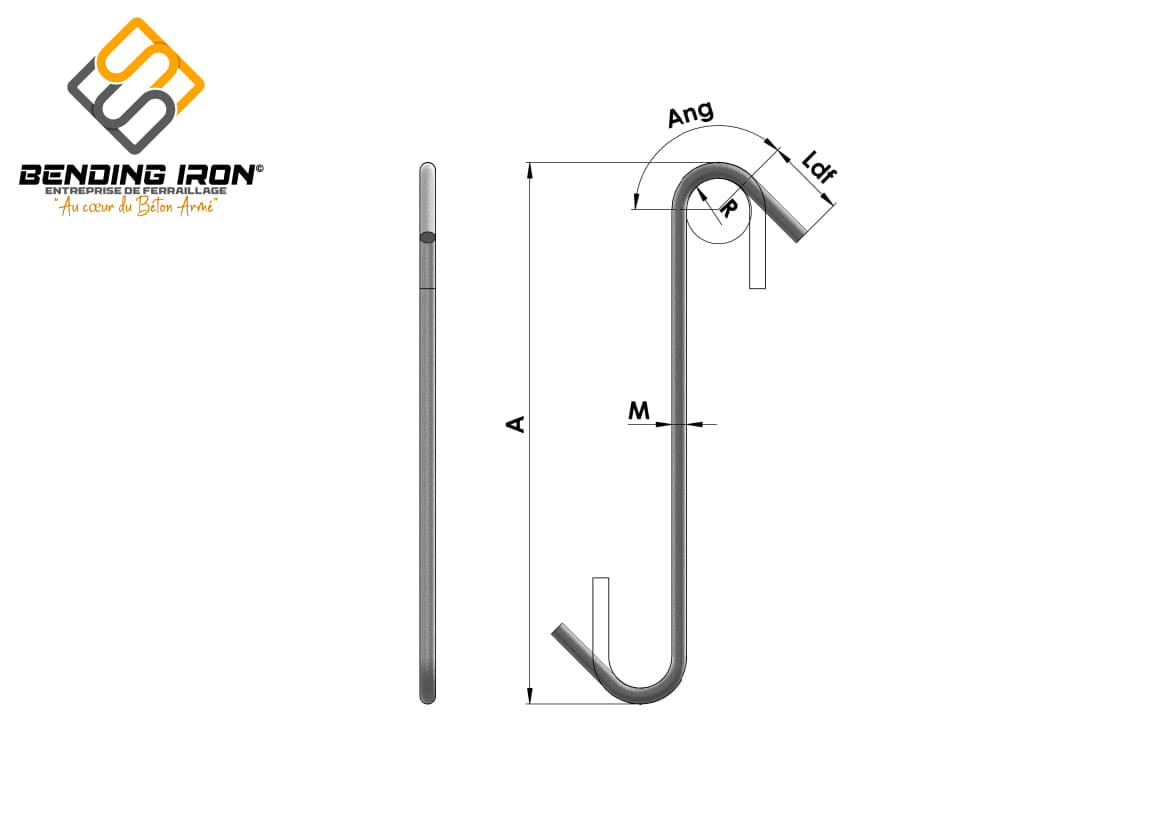 BENDING IRON©
ENTREPRISE DE FERRAILLAGE
"Au cœur du Béton Armé"
Ang
Ldf
R
M
A